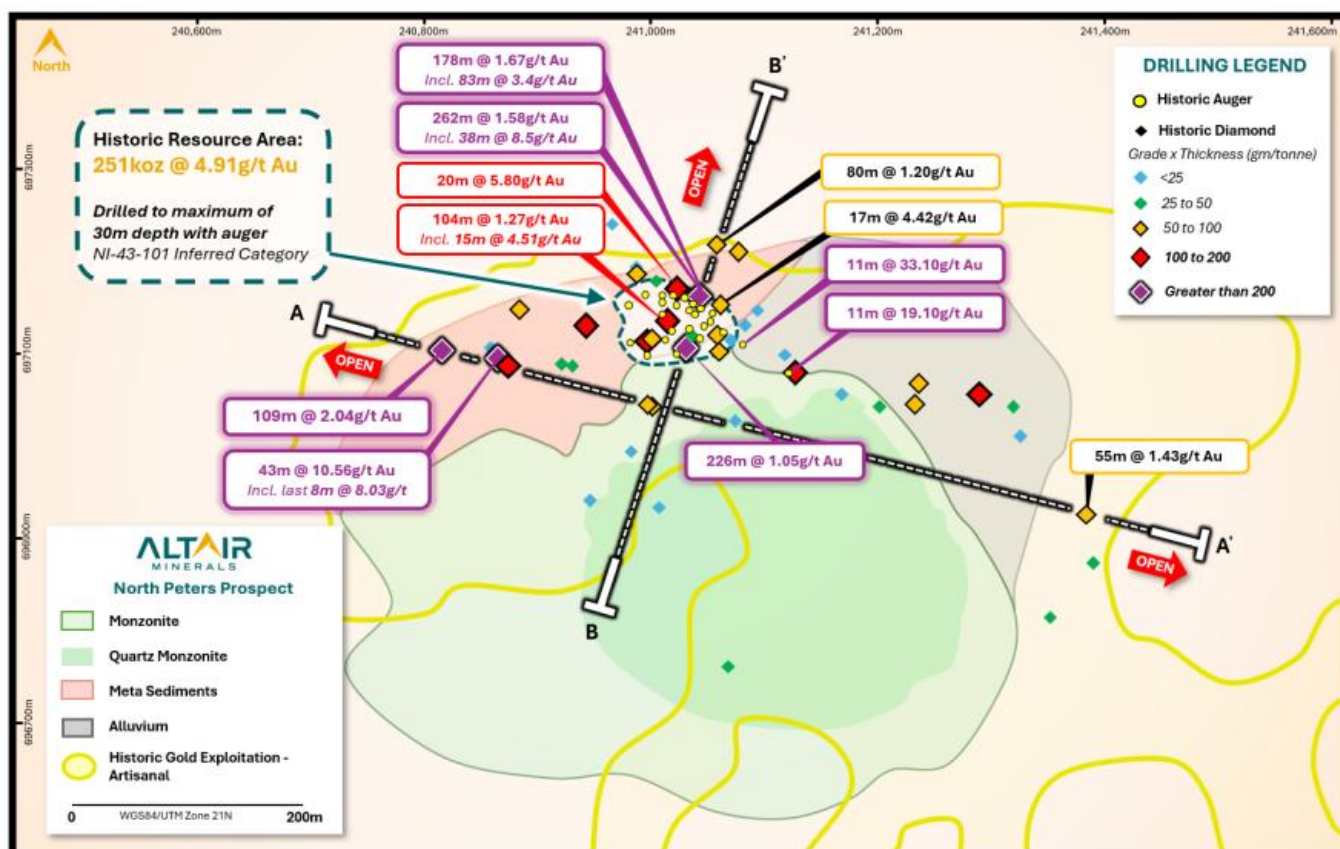 240,600m
240,800m
241,000m
241,200m
241,400m
241,600m
North
697300m
697100m
696900m
696700m
Historic Resource Area:
251koz @ 4.91g/t Au
Drilled to maximum of
30m depth with auger
NI-43-101 Inferred Category
178m @ 1.67g/t Au
Incl. 83m @ 3.4g/t Au
262m @ 1.58g/t Au
Incl. 38m @ 8.5g/t Au
20m @ 5.80g/t Au
104m @ 1.27g/t Au
Incl. 15m @ 4.51g/t Au
B'
OPEN
80m @ 1.20g/t Au
17m @ 4.42g/t Au
11m @ 33.10g/t Au
11m @ 19.10g/t Au
DRILLING LEGEND
Historic Auger
Historic Diamond
Grade x Thickness (gm/tonne)
<25
25 to 50
50 to 100
100 to 200
Greater than 200
A
OPEN
109m @ 2.04g/t Au
43m @ 10.56g/t Au
Incl. last 8m @ 8.03g/t
226m @ 1.05g/t Au
55m @ 1.43g/t Au
A'
OPEN
B
ALTAIR
MINERALS
North Peters Prospect
Monzonite
Quartz Monzonite
Meta Sediments
Alluvium
Historic Gold Exploitation -
Artisanal
0 WGS84/UTM Zone 21N 200m